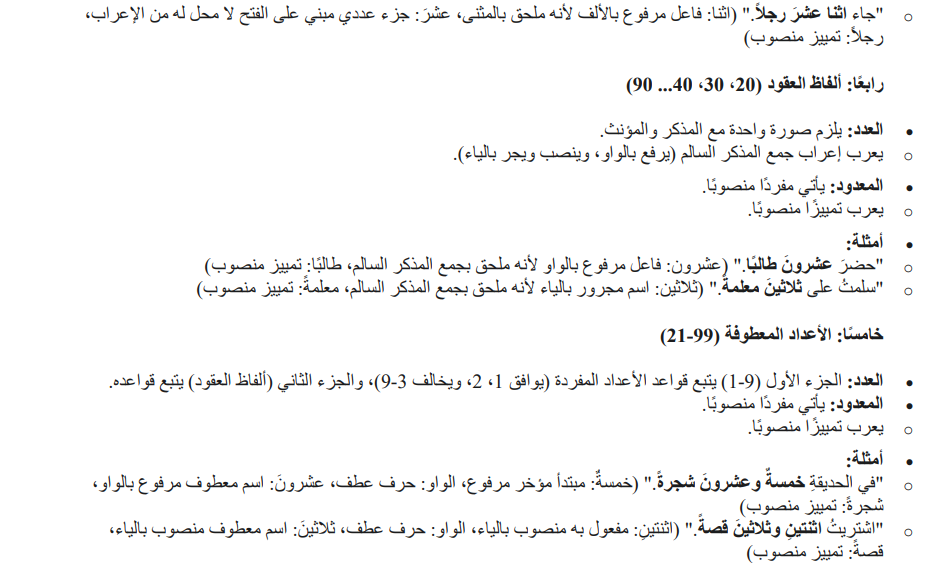 "جاء اثنا عشرَ رجلاً." (اثنا: فاعل مرفوع بالألف لأنه ملحق بالمثنى، عشرَ: جزء عددي مبني على الفتح لا محل له من الإعراب،
رجلاً: تمييز منصوب)
رابعًا: ألفاظ العقود (20، 30، 40... 90)
العدد: يلزم صورة واحدة مع المذكر والمؤنث.
يعرب إعراب جمع المذكر السالم (يرفع بالواو، وينصب ويجر بالياء).
المعدود: يأتي مفردًا منصوبًا.
يعرب تمييزًا منصوبًا.
أمثلة:
"حضرَ عشرونَ طالبًا." (عشرون: فاعل مرفوع بالواو لأنه ملحق بجمع المذكر السالم، طالبًا: تمييز منصوب)
"سلمتُ على ثلاثينَ معلمةً." (ثلاثين: اسم مجرور بالياء لأنه ملحق بجمع المذكر السالم، معلمةً: تمييز منصوب)
خامسًا: الأعداد المعطوفة (21-99)
العدد: الجزء الأول (1-9) يتبع قواعد الأعداد المفردة (يوافق 1، 2، ويخالف 3-9)، والجزء الثاني (ألفاظ العقود) يتبع قواعده.
المعدود: يأتي مفردًا منصوبًا.
يعرب تمييزًا منصوبًا.
أمثلة:
"في الحديقةِ خمسةٌ وعشرونَ شجرةً." (خمسةٌ: مبتدأ مؤخر مرفوع، الواو: حرف عطف، عشرونَ: اسم معطوف مرفوع بالواو،
شجرةً: تمييز منصوب)
"اشتريتُ اثنتينِ وثلاثينَ قصةً." (اثنتينِ: مفعول به منصوب بالياء، الواو: حرف عطف، ثلاثينَ: اسم معطوف منصوب بالياء،
قصةً: تمييز منصوب)